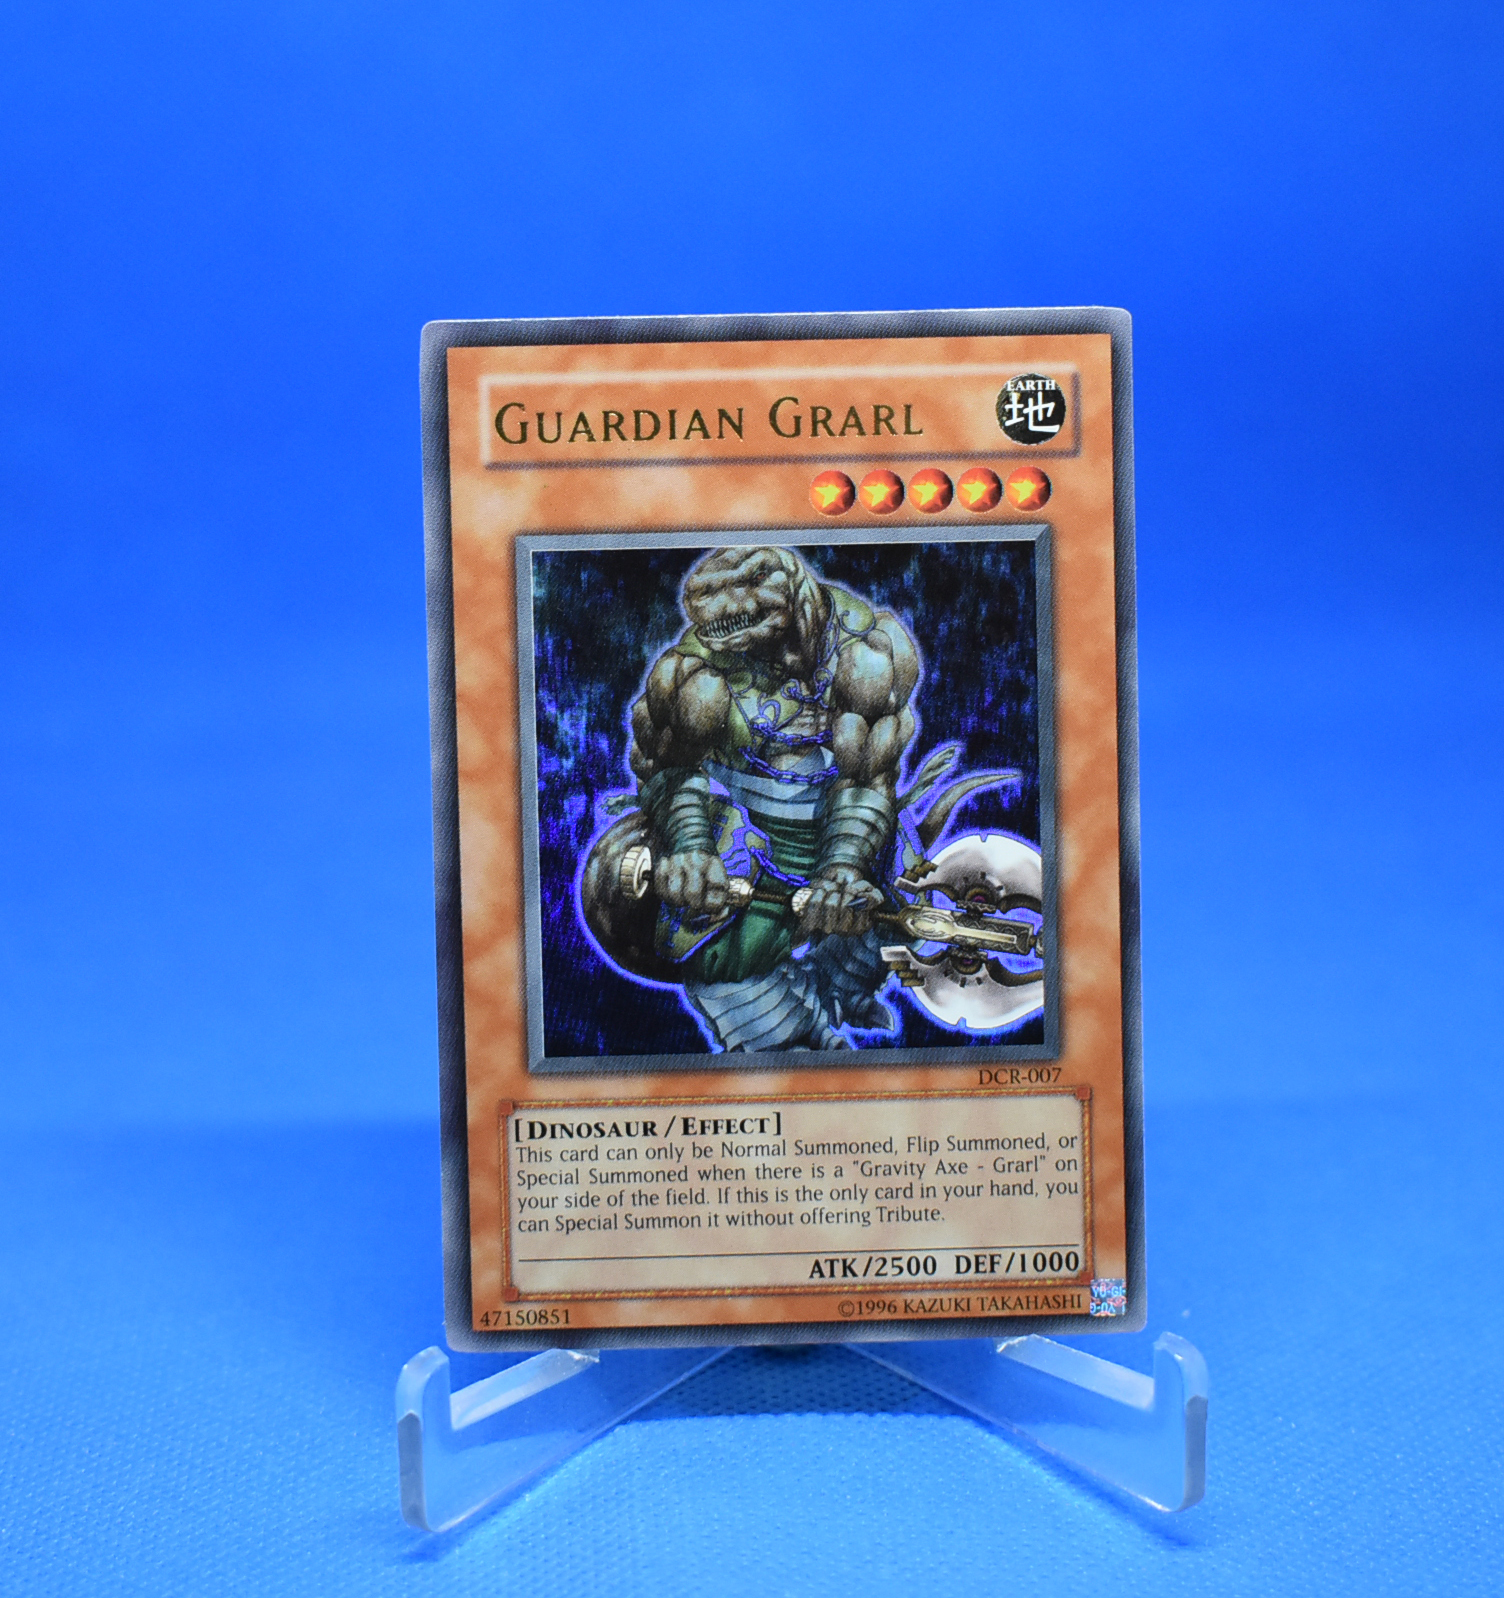 GUARDIAN GRARL
EARTH
地
DCR-007
[DINOSAUR/EFFECT]
This card can only be Normal Summoned, Flip Summoned, or
Special Summoned when there is a "Gravity Axe - Grarl" on
your side of the field. If this is the only card in your hand, you
can Special Summon it without offering Tribute.
ATK/2500 DEF/1000
47150851
©1996 KAZUKI TAKAHASHI
YU-GI